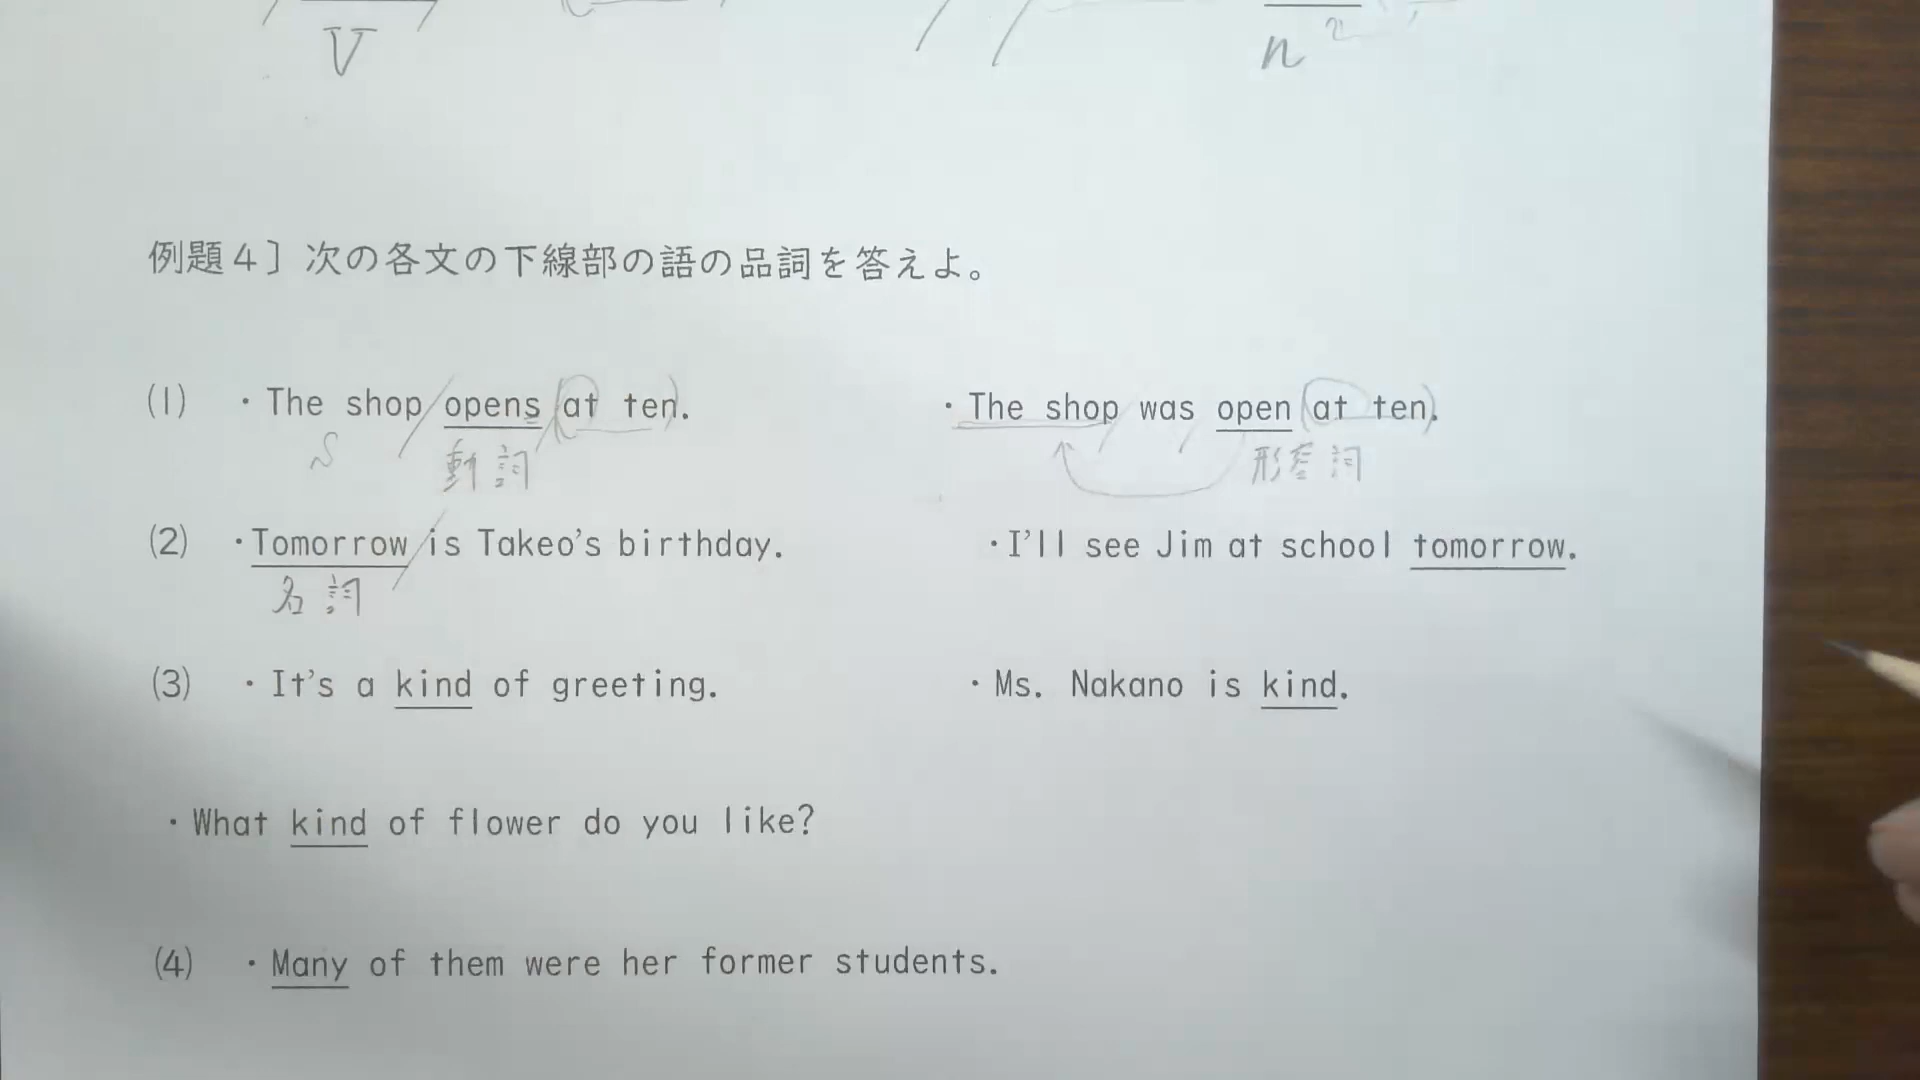 V n²
例題4］次の各文の下線部の語の品詞を答えよ。
(1) ・The shop opens at ten. ・The shop was open at ten.
S 動詞 形容詞
(2) ・Tomorrow is Takeo's birthday. ・I'll see Jim at school tomorrow.
名詞
(3) ・It's a kind of greeting. ・Ms. Nakano is kind.
・What kind of flower do you like?
(4) ・Many of them were her former students.